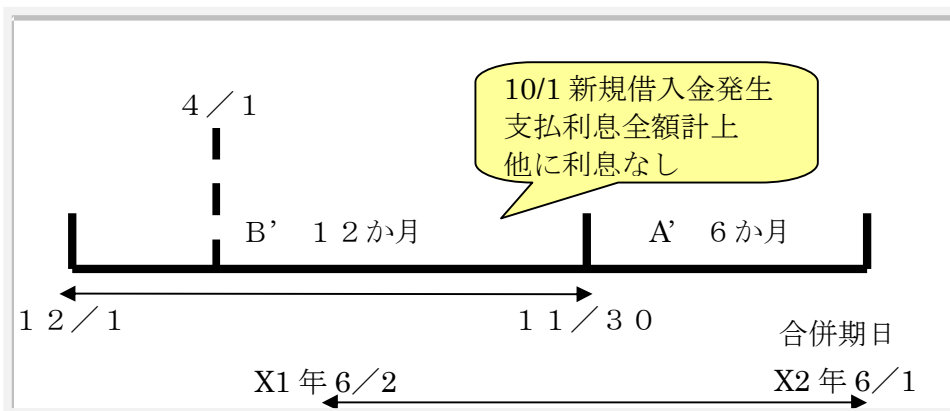 10/1 新規借入金発生
支払利息全額計上
他に利息なし
４／１
Ｂ’　１２か月
A’　６か月
１２／１
１１／３０
合併期日
X1 年 6／2
X2 年 6／1